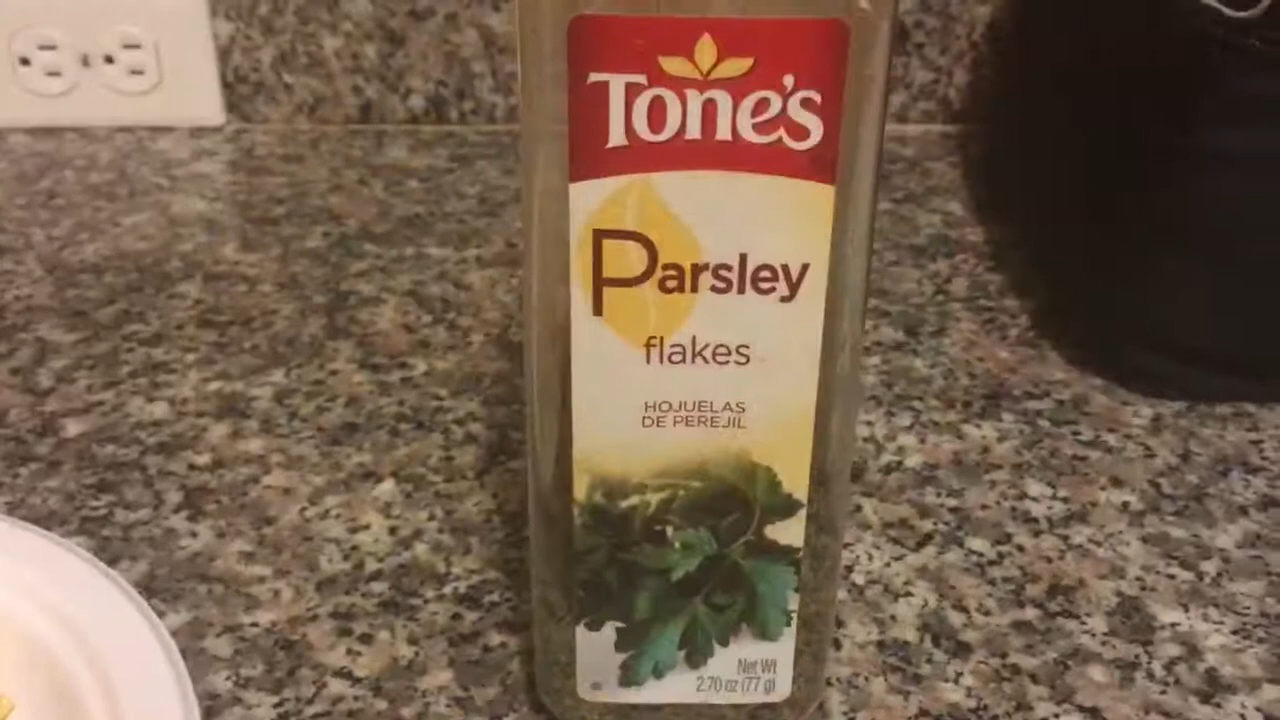 Tone's
Parsley
flakes
HOJUELAS
DE PEREJIL
Net Wt
2.70 oz (77 g)